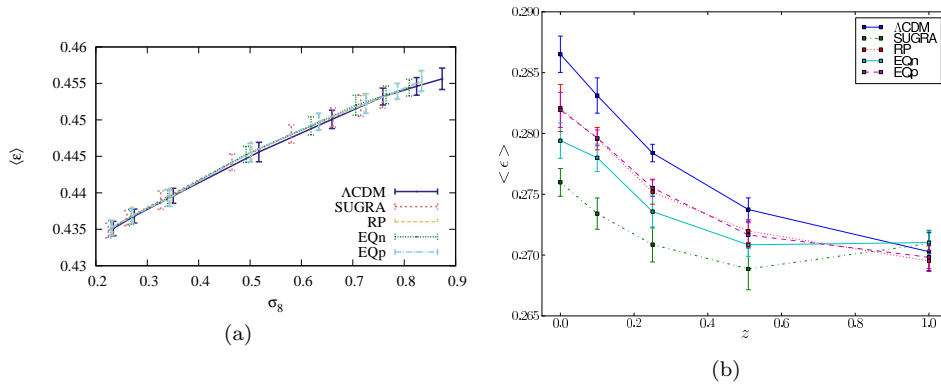 0.46
0.455
0.45
0.445
0.44
0.435
0.43
⟨ε⟩
ΛCDM
SUGRA
RP
EQn
EQp
0.2 0.3 0.4 0.5 0.6 0.7 0.8 0.9
σ8
(a)
0.290
0.285
0.280
0.275
0.270
0.265
< ϵ >
ΛCDM
SUGRA
RP
EQn
EQp
0.0 0.2 0.4 0.6 0.8 1.0
z
(b)